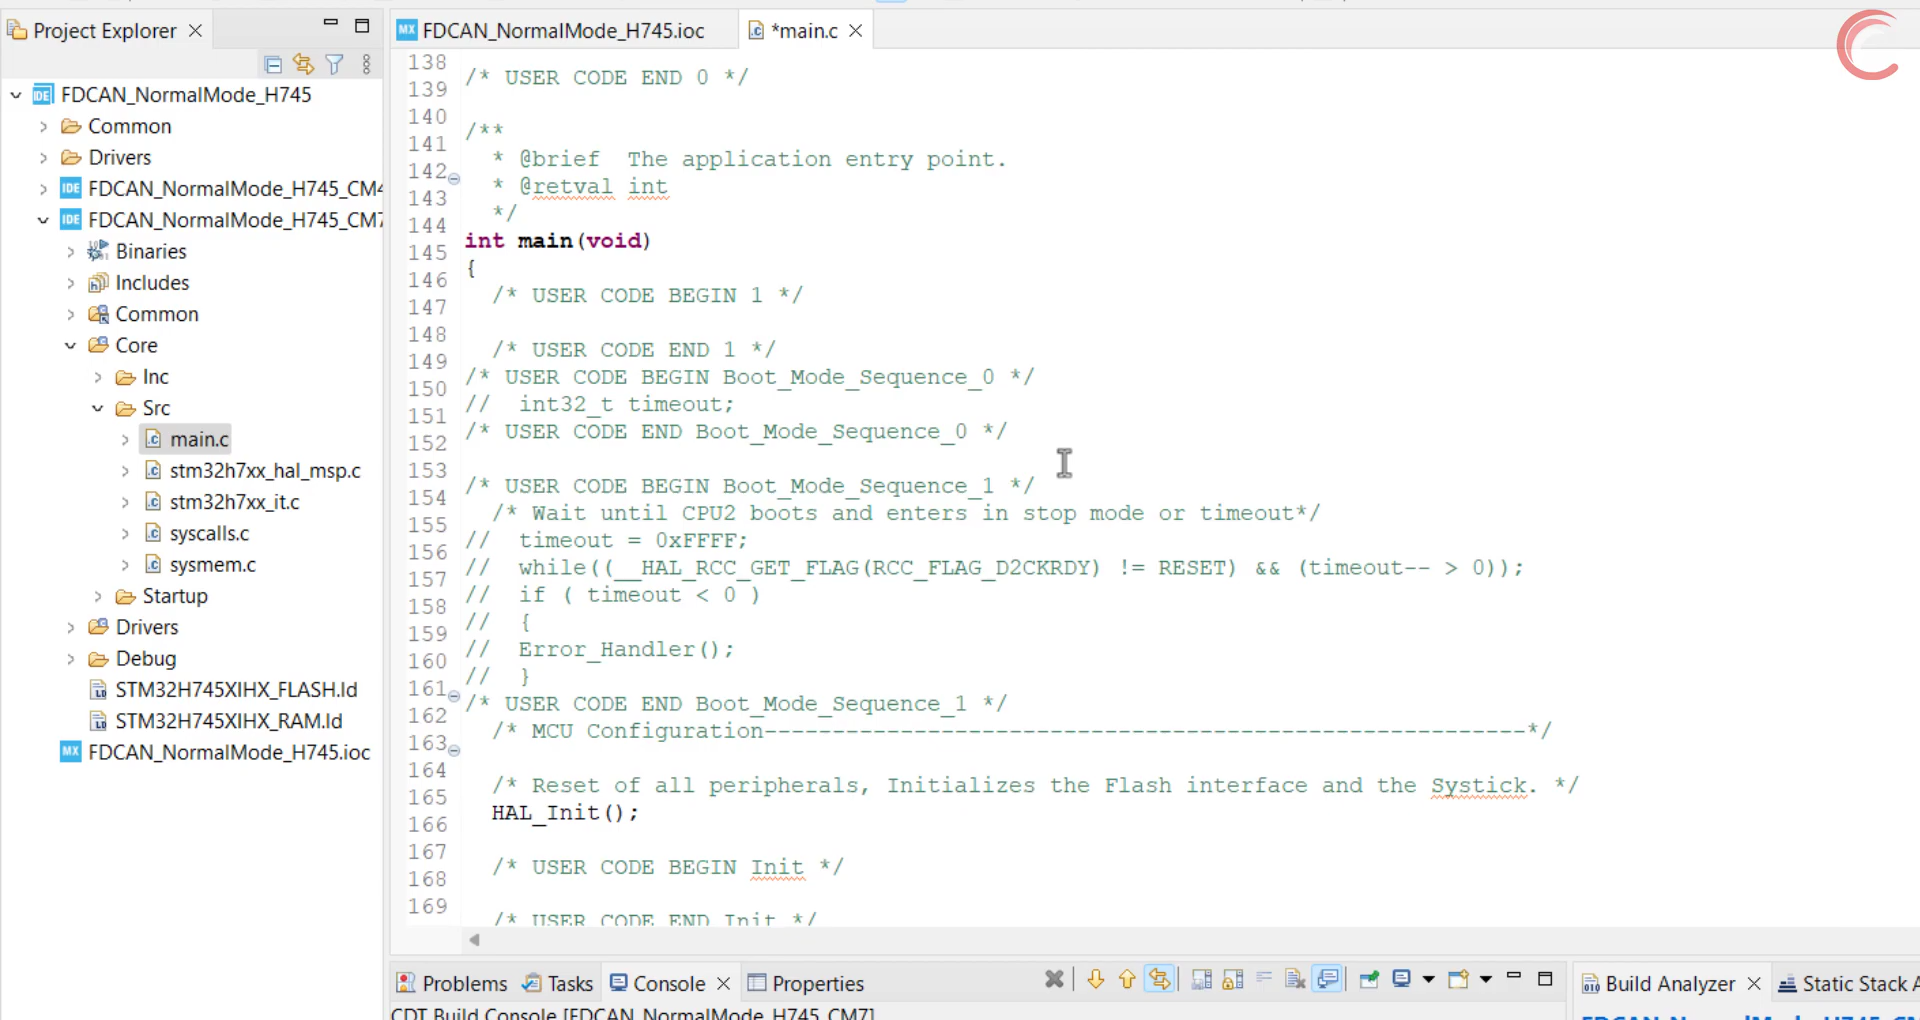 Project Explorer
FDCAN_NormalMode_H745
Common
Drivers
FDCAN_NormalMode_H745_CM4
FDCAN_NormalMode_H745_CM7
Binaries
Includes
Common
Core
Inc
Src
main.c
stm32h7xx_hal_msp.c
stm32h7xx_it.c
syscalls.c
sysmem.c
Startup
Drivers
Debug
STM32H745XIHX_FLASH.ld
STM32H745XIHX_RAM.ld
FDCAN_NormalMode_H745.ioc
FDCAN_NormalMode_H745.ioc
*main.c
138
139 /* USER CODE END 0 */
140
141 /**
142 * @brief  The application entry point.
143 * @retval int
144 */
145 int main(void)
146 {
147 /* USER CODE BEGIN 1 */
148
149 /* USER CODE END 1 */
150 /* USER CODE BEGIN Boot_Mode_Sequence_0 */
151 //  int32_t timeout;
152 /* USER CODE END Boot_Mode_Sequence_0 */
153
154 /* USER CODE BEGIN Boot_Mode_Sequence_1 */
155 /* Wait until CPU2 boots and enters in stop mode or timeout*/
156 //  timeout = 0xFFFF;
157 //  while((__HAL_RCC_GET_FLAG(RCC_FLAG_D2CKRDY) != RESET) && (timeout-- > 0));
158 //  if ( timeout < 0 )
159 //  {
160 //  Error_Handler();
161 //  }
162 /* USER CODE END Boot_Mode_Sequence_1 */
163 /* MCU Configuration--------------------------------------------------------*/
164
165 /* Reset of all peripherals, Initializes the Flash interface and the Systick. */
166 HAL_Init();
167
168 /* USER CODE BEGIN Init */
169
/* USER CODE END Init */
Problems
Tasks
Console
Properties
CDT Build Console [FDCAN_NormalMode_H745_CM7]
Build Analyzer
Static Stack A